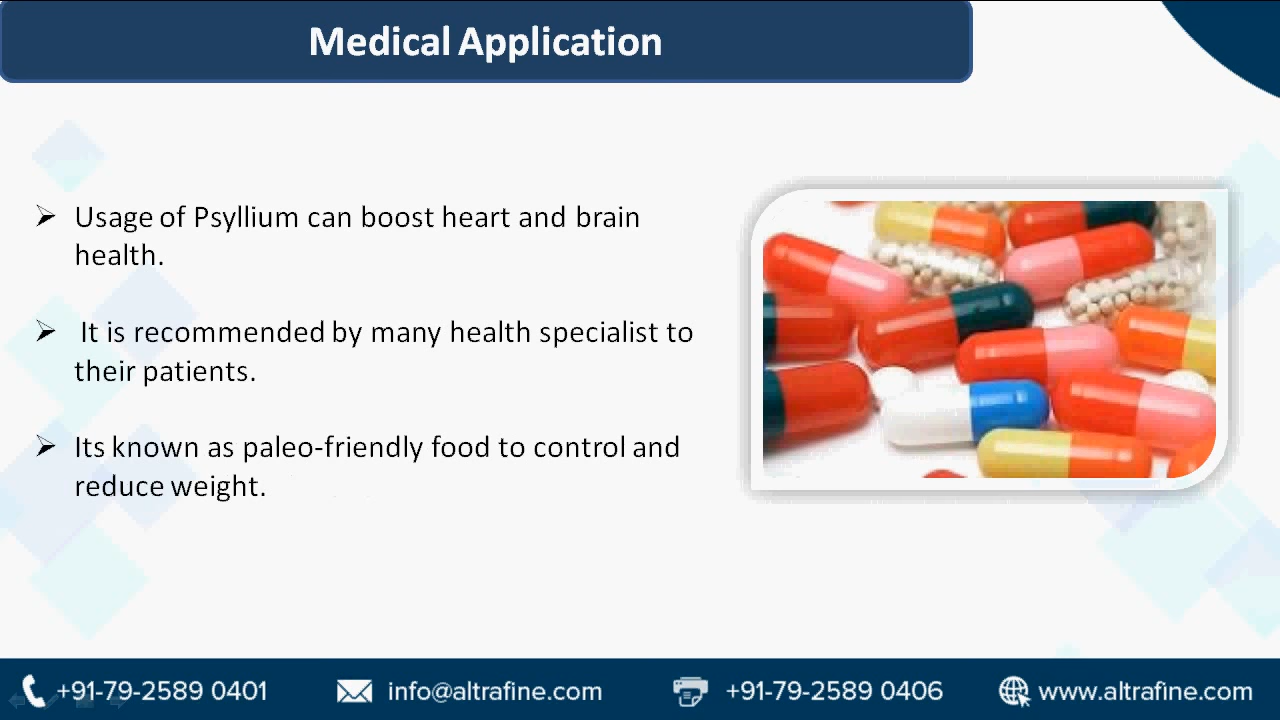 Medical Application
Usage of Psyllium can boost heart and brain
health.
It is recommended by many health specialist to
their patients.
Its known as paleo-friendly food to control and
reduce weight.
+91-79-2589 0401 info@altrafine.com +91-79-2589 0406 www.altrafine.com